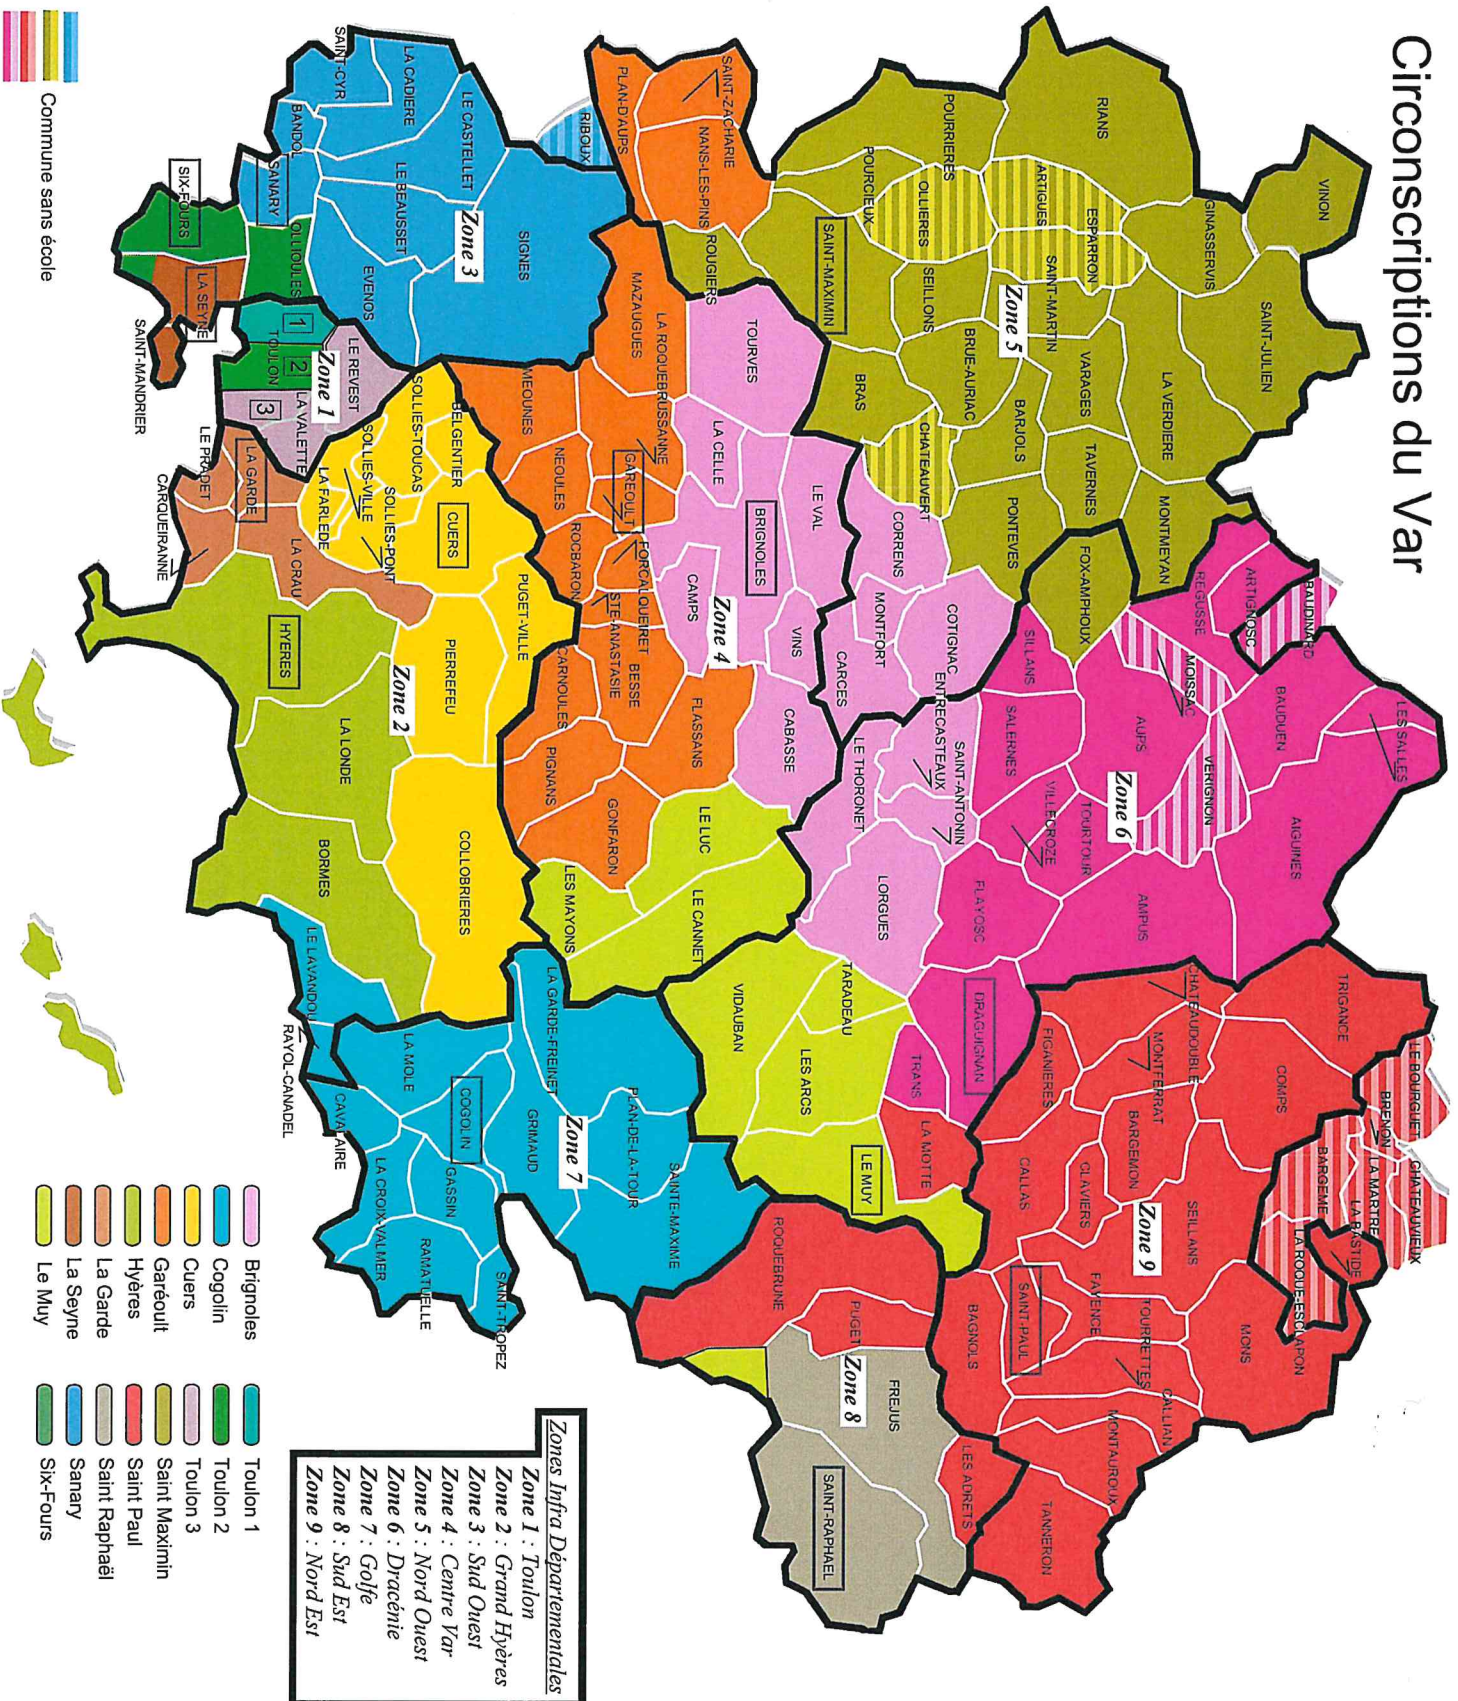 Circonscriptions du Var
VINON
RIANS
GINASSERVIS
SAINT-JULIEN
ARTIGUES
ESPARRON
SAINT-MARTIN
LA VERDIERE
POURRIERES
OLLIERES
POURCIEUX
SEILLONS
Zone 5
VARAGES
MONTMEYAN
SAINT-MAXIMIN
BRUE-AURIAC
BARJOLS
TAVERNES
BRAS
CHATEAUVERT
PONTEVES
FOX-AMPHOUX
ROUGIERS
SAINT-ZACHARIE
PLAN-D'AUPS
NANS-LES-PINS
RIBOUX
SAINT-CYR
LA CADIERE
LE CASTELLET
BANDOL
LE BEAUSSET
SIGNES
Zone 3
EVENOS
SANARY
OLLIOULES
SIX-FOURS
LA SEYNE
SAINT-MANDRIER
1
2
3
TOULON
Zone 1
LE REVEST
LA VALETTE
LE PRADET
LA GARDE
CARQUEIRANNE
LA CRAU
LA FARLEDE
SOLLIES-VILLE
SOLLIES-TOUCAS
SOLLIES-PONT
BELGENTIER
CUERS
PUGET-VILLE
PIERREFEU
Zone 2
COLLOBRIERES
HYERES
LA LONDE
BORMES
LE LAVANDOU
RAYOL-CANADEL
MAZAUGUES
LA ROQUEBRUSSANNE
MEOUNES
NEOULES
GAREOULT
ROCBARON
FORCALQUEIRET
STE-ANASTASIE
BESSE
CARNOULES
PIGNANS
FLASSANS
GONFARON
TOURVES
LA CELLE
LE VAL
BRIGNOLES
CAMPS
Zone 4
VINS
CABASSE
CORRENS
MONTFORT
COTIGNAC
CARCES
ENTRECASTEAUX
SAINT-ANTONIN
LE THORONET
LORGUES
LE LUC
LE CANNET
LES MAYONS
BAUDINARD
ARTIGNOSC
REGUSSE
MOISSAC
BAUDUEN
LES SALLES
AIGUINES
VERIGNON
AUPS
Zone 6
SILLANS
SALERNES
VILLECROZE
TOURTOUR
AMPUS
FLAYOSC
DRAGUIGNAN
TRANS
TARADEAU
VIDAUBAN
LES ARCS
LE MUY
LA MOTTE
LA GARDE-FREINET
PLAN-DE-LA-TOUR
SAINTE-MAXIME
GRIMAUD
Zone 7
LA MOLE
COGOLIN
GASSIN
CAVALAIRE
LA CROIX-VALMER
RAMATUELLE
SAINT-TROPEZ
TRIGANCE
LE BOURGUET
BRENON
CHATEAUVIEUX
LA MARTRE
LA BASTIDE
BARGEME
LA ROQUE-ESCLAPON
COMPS
CHATEAUDOUBLE
MONTFERRAT
BARGEMON
FIGANIERES
CLAVIERS
CALLAS
SEILLANS
Zone 9
MONS
FAYENCE
TOURRETTES
CALLIAN
MONTAUROUX
SAINT-PAUL
BAGNOLS
TANNERON
LES ADRETS
ROQUEBRUNE
PUGET
Zone 8
FREJUS
SAINT-RAPHAEL
Zones Infra Départementales
Zone 1 : Toulon
Zone 2 : Grand Hyères
Zone 3 : Sud Ouest
Zone 4 : Centre Var
Zone 5 : Nord Ouest
Zone 6 : Dracénie
Zone 7 : Golfe
Zone 8 : Sud Est
Zone 9 : Nord Est
Commune sans école
Brignoles
Cogolin
Cuers
Garéoult
Hyères
La Garde
La Seyne
Le Muy
Toulon 1
Toulon 2
Toulon 3
Saint Maximin
Saint Paul
Saint Raphaël
Sanary
Six-Fours